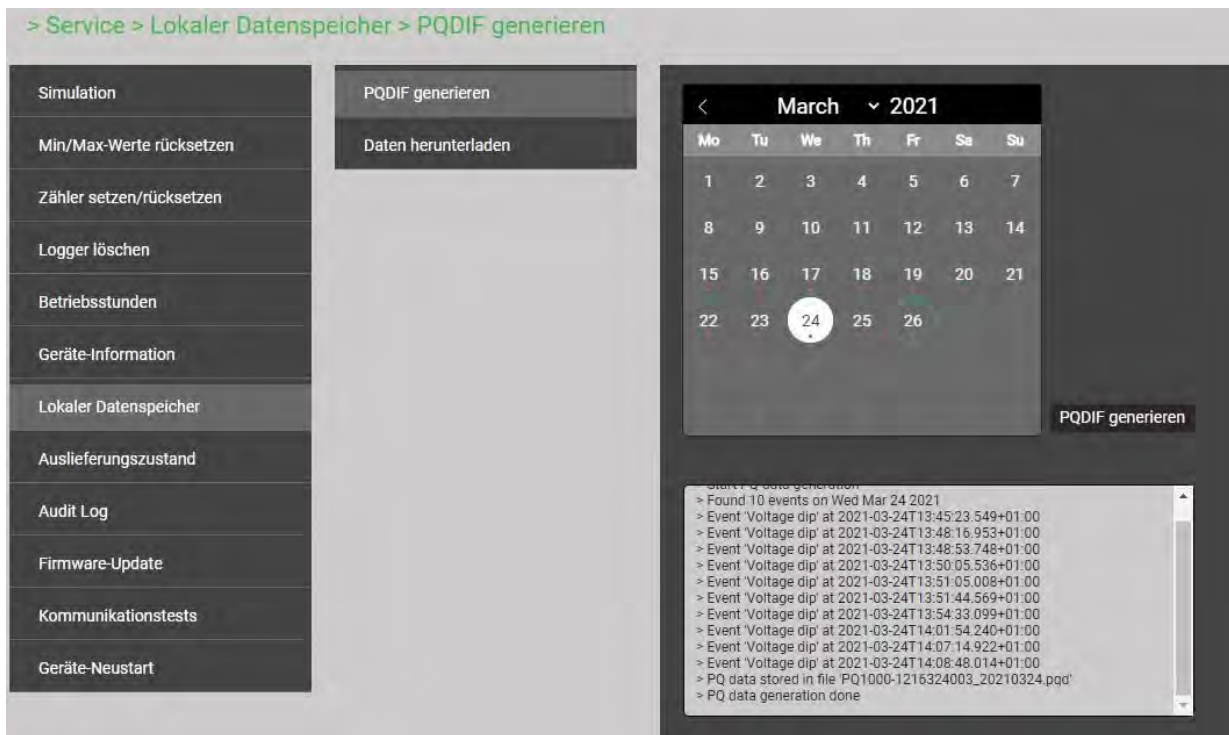 > Service > Lokaler Datenspeicher > PQDIF generieren
Simulation
Min/Max-Werte rücksetzen
Zähler setzen/rücksetzen
Logger löschen
Betriebsstunden
Geräte-Information
Lokaler Datenspeicher
Auslieferungszustand
Audit Log
Firmware-Update
Kommunikationstests
Geräte-Neustart
PQDIF generieren
Daten herunterladen
< March 2021
Mo Tu We Th Fr Sa Su
1 2 3 4 5 6 7
8 9 10 11 12 13 14
15 16 17 18 19 20 21
22 23 24 25 26
PQDIF generieren
> Start PQ data generation
> Found 10 events on Wed Mar 24 2021
> Event 'Voltage dip' at 2021-03-24T13:45:23.549+01:00
> Event 'Voltage dip' at 2021-03-24T13:48:16.953+01:00
> Event 'Voltage dip' at 2021-03-24T13:48:53.748+01:00
> Event 'Voltage dip' at 2021-03-24T13:50:05.536+01:00
> Event 'Voltage dip' at 2021-03-24T13:51:05.008+01:00
> Event 'Voltage dip' at 2021-03-24T13:51:44.569+01:00
> Event 'Voltage dip' at 2021-03-24T13:54:33.099+01:00
> Event 'Voltage dip' at 2021-03-24T14:01:54.240+01:00
> Event 'Voltage dip' at 2021-03-24T14:07:14.922+01:00
> Event 'Voltage dip' at 2021-03-24T14:08:48.014+01:00
> PQ data stored in file 'PQ1000-1216324003_20210324.pqd'
> PQ data generation done